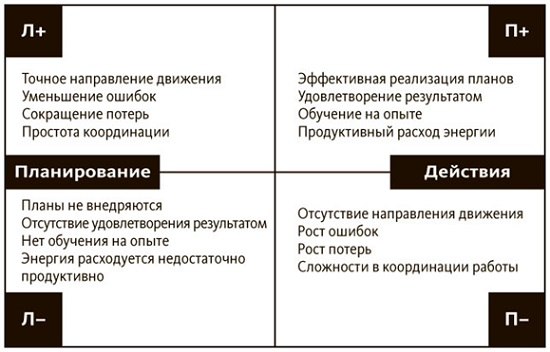 Л+
П+
Точное направление движения
Уменьшение ошибок
Сокращение потерь
Простота координации
Эффективная реализация планов
Удовлетворение результатом
Обучение на опыте
Продуктивный расход энергии
Планирование
Действия
Планы не внедряются
Отсутствие удовлетворения результатом
Нет обучения на опыте
Энергия расходуется недостаточно
продуктивно
Отсутствие направления движения
Рост ошибок
Рост потерь
Сложности в координации работы
Л–
П–